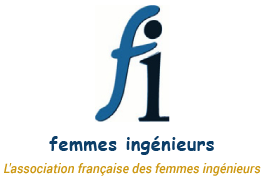 fi
femmes ingénieurs
L'association française des femmes ingénieurs